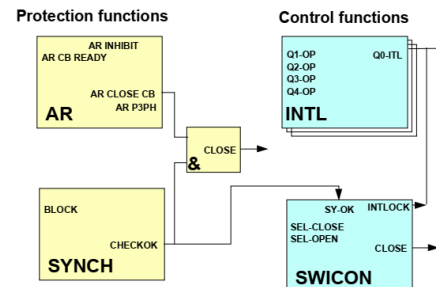 Protection functions
Control functions
AR INHIBIT
AR CB READY
AR CLOSE CB
AR P3PH
AR
Q1-OP
Q2-OP
Q3-OP
Q4-OP
Q0-ITL
INTL
CLOSE
&
BLOCK
CHECKOK
SYNCH
SY-OK
INTLOCK
SEL-CLOSE
SEL-OPEN
CLOSE
SWICON